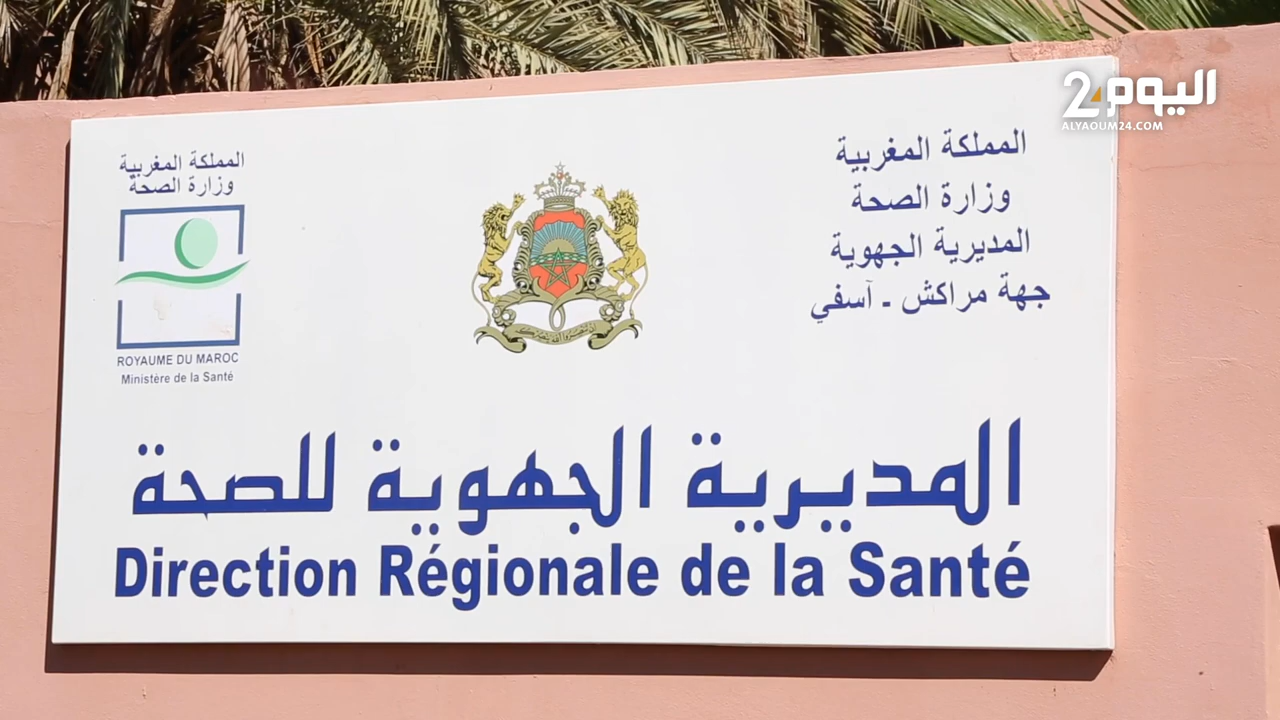 اليوم 24
ALYAOUM24.COM
المملكة المغربية
وزارة الصحة
المديرية الجهوية
جهة مراكش - آسفي
المملكة المغربية
وزارة الصحة
ROYAUME DU MAROC
Ministère de la Santé
المديرية الجهوية للصحة
Direction Régionale de la Santé